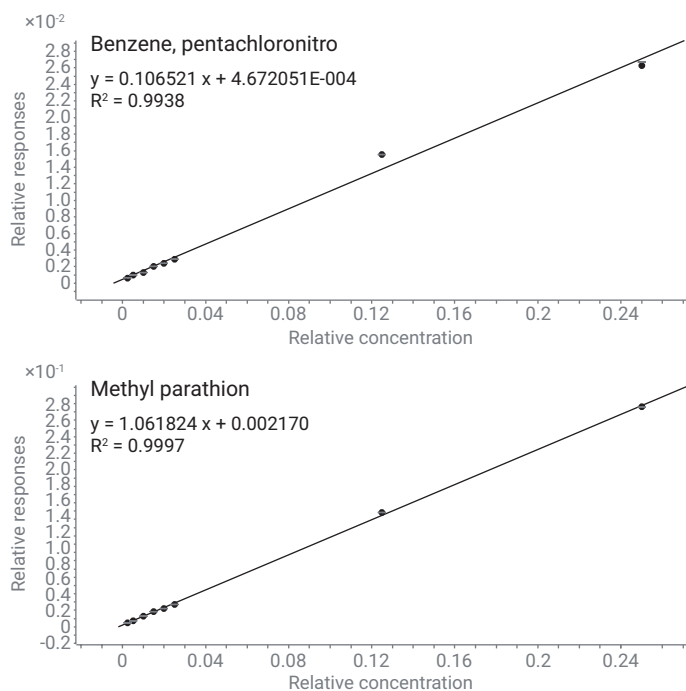 ×10⁻²
Benzene, pentachloronitro
y = 0.106521 x + 4.672051E-004
R² = 0.9938
Relative responses
2.8
2.6
2.4
2.2
2.0
1.8
1.6
1.4
1.2
1.0
0.8
0.6
0.4
0.2
0
0 0.04 0.08 0.12 0.16 0.2 0.24
Relative concentration
×10⁻¹
Methyl parathion
y = 1.061824 x + 0.002170
R² = 0.9997
Relative responses
2.8
2.6
2.4
2.2
2.0
1.8
1.6
1.4
1.2
1.0
0.8
0.6
0.4
0.2
0
-0.2
0 0.04 0.08 0.12 0.16 0.2 0.24
Relative concentration